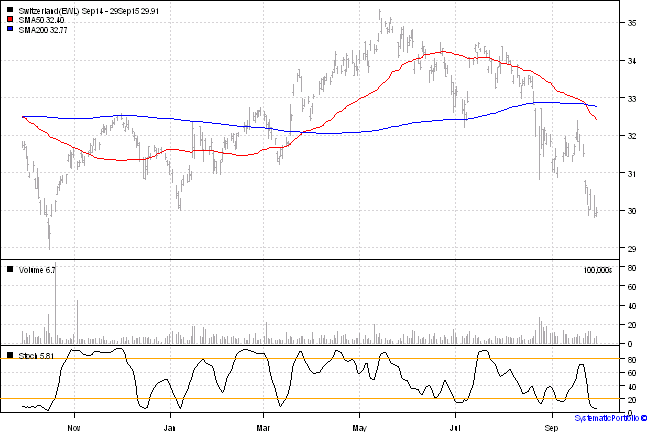 Switzerland(EWL) Sep14 - 29Sep15 29.91
SMA50 32.40
SMA200 32.77
35
34
33
32
31
30
29
Volume 6.7
100,000s
80
60
40
20
0
Stoch 5.81
80
60
40
20
0
Nov Jan Mar May Jul Sep
SystematicPortfolio ©